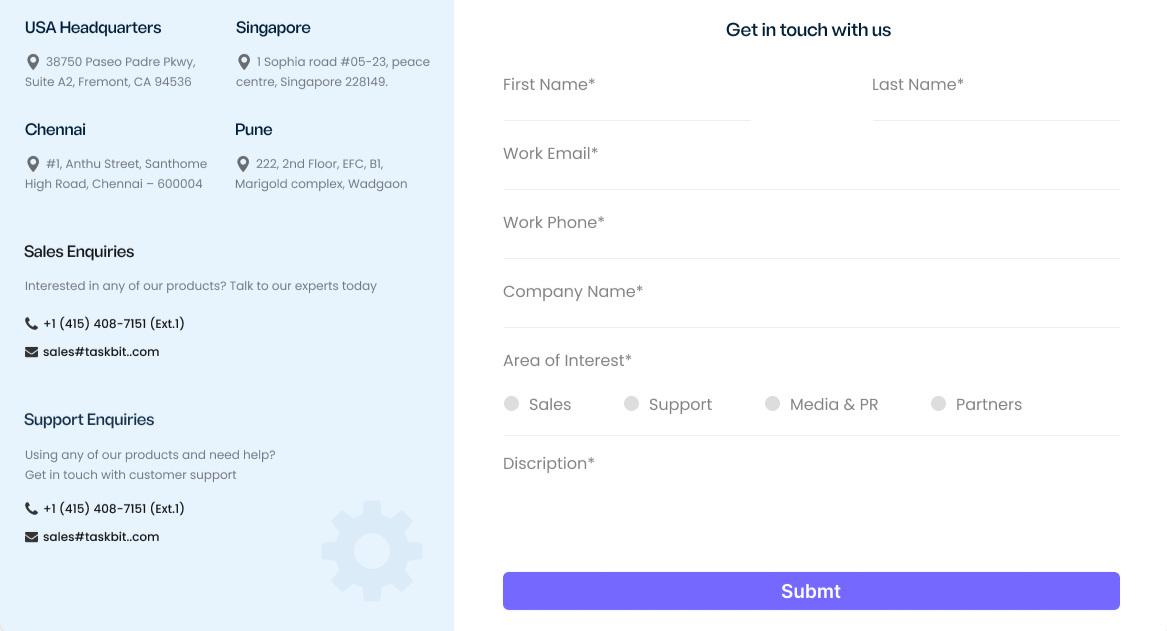 USA Headquarters
38750 Paseo Padre Pkwy,
Suite A2, Fremont, CA 94536
Singapore
1 Sophia road #05-23, peace
centre, Singapore 228149.
Chennai
#1, Anthu Street, Santhome
High Road, Chennai – 600004
Pune
222, 2nd Floor, EFC, B1,
Marigold complex, Wadgaon
Sales Enquiries
Interested in any of our products? Talk to our experts today
+1 (415) 408-7151 (Ext.1)
sales#taskbit..com
Support Enquiries
Using any of our products and need help?
Get in touch with customer support
+1 (415) 408-7151 (Ext.1)
sales#taskbit..com
Get in touch with us
First Name*
Last Name*
Work Email*
Work Phone*
Company Name*
Area of Interest*
Sales
Support
Media & PR
Partners
Discription*
Submt